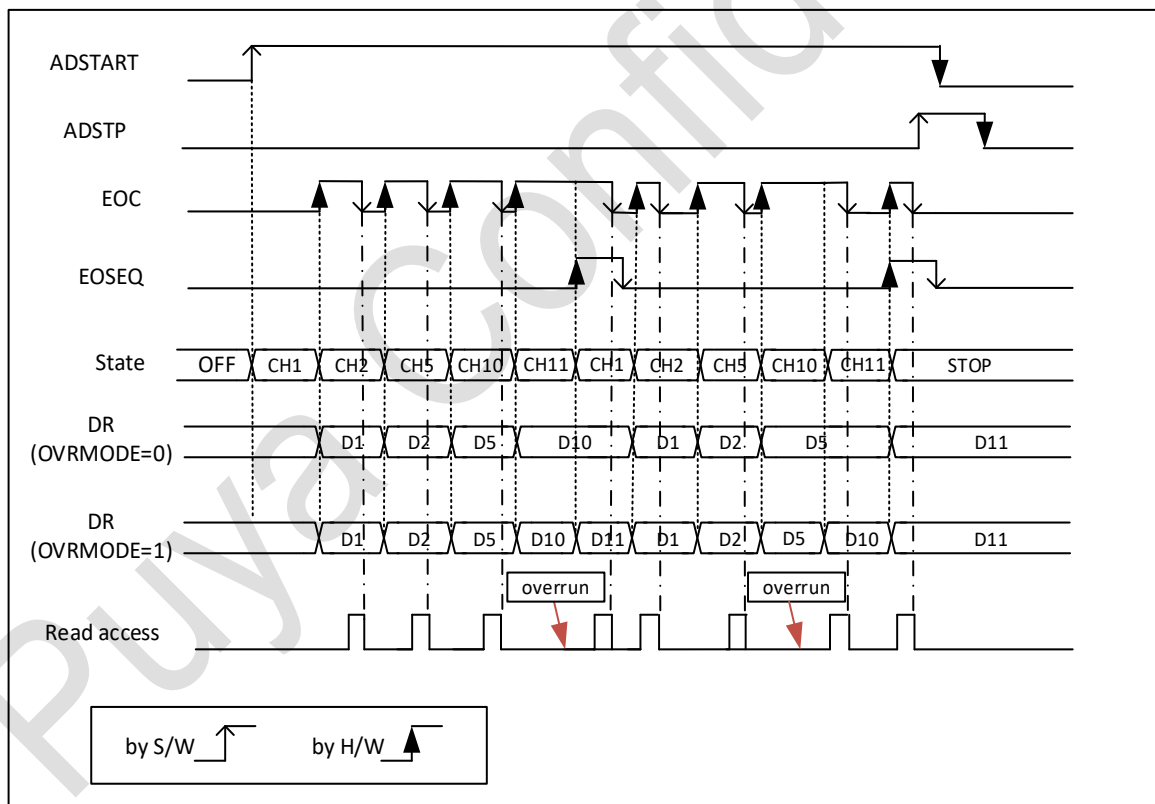 ADSTART
ADSTP
EOC
EOSEQ
State OFF CH1 CH2 CH5 CH10 CH11 CH1 CH2 CH5 CH10 CH11 STOP
DR
(OVRMODE=0) D1 D2 D5 D10 D1 D2 D5 D11
DR
(OVRMODE=1) D1 D2 D5 D10 D11 D1 D2 D5 D10 D11
overrun overrun
Read access
by S/W by H/W
Puya Confid